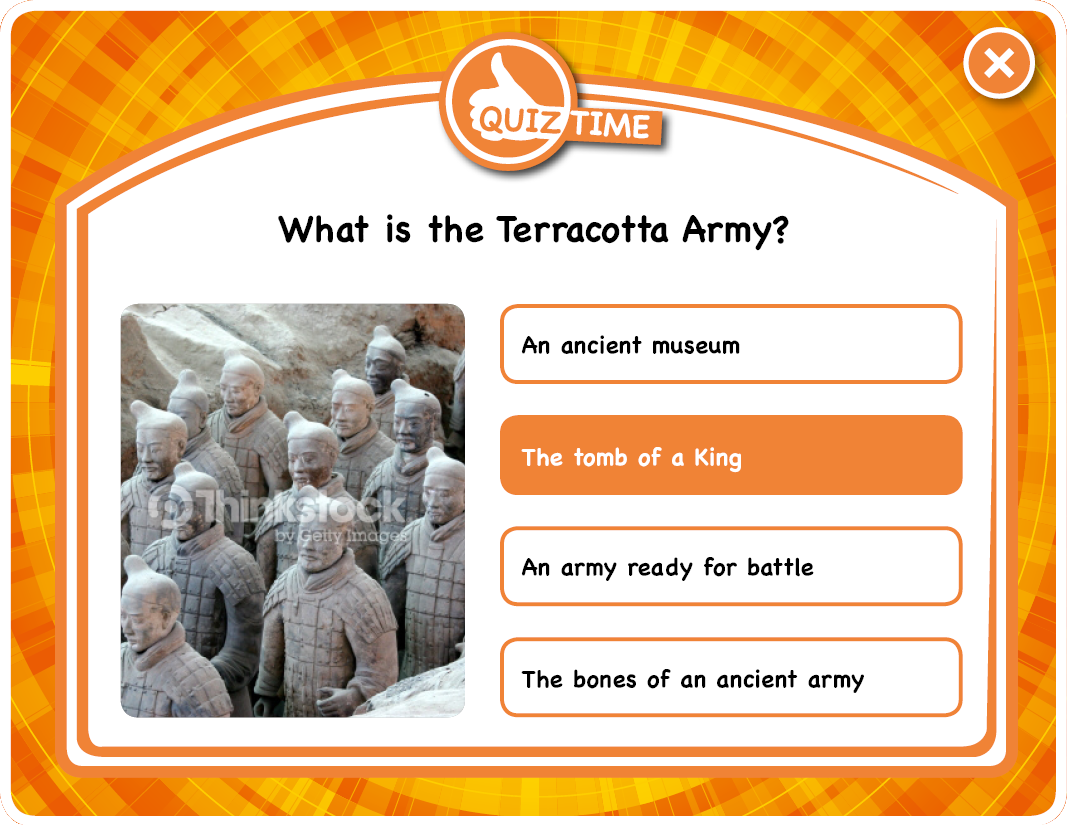 QUIZ TIME
What is the Terracotta Army?
An ancient museum
The tomb of a King
An army ready for battle
The bones of an ancient army
Thinkstock
by Getty Images